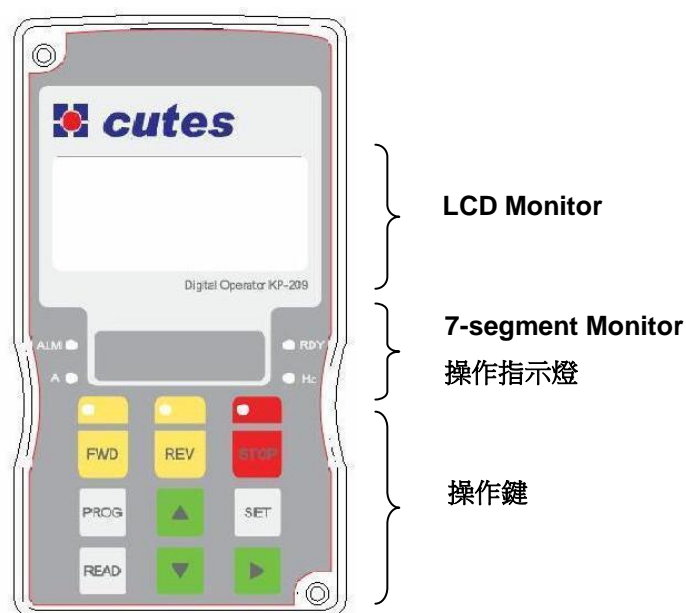 cutes
LCD Monitor
Digital Operator KP-209
7-segment Monitor
操作指示燈
ALM
RDY
A
Hz
FWD
REV
STOP
操作鍵
PROG
SET
READ